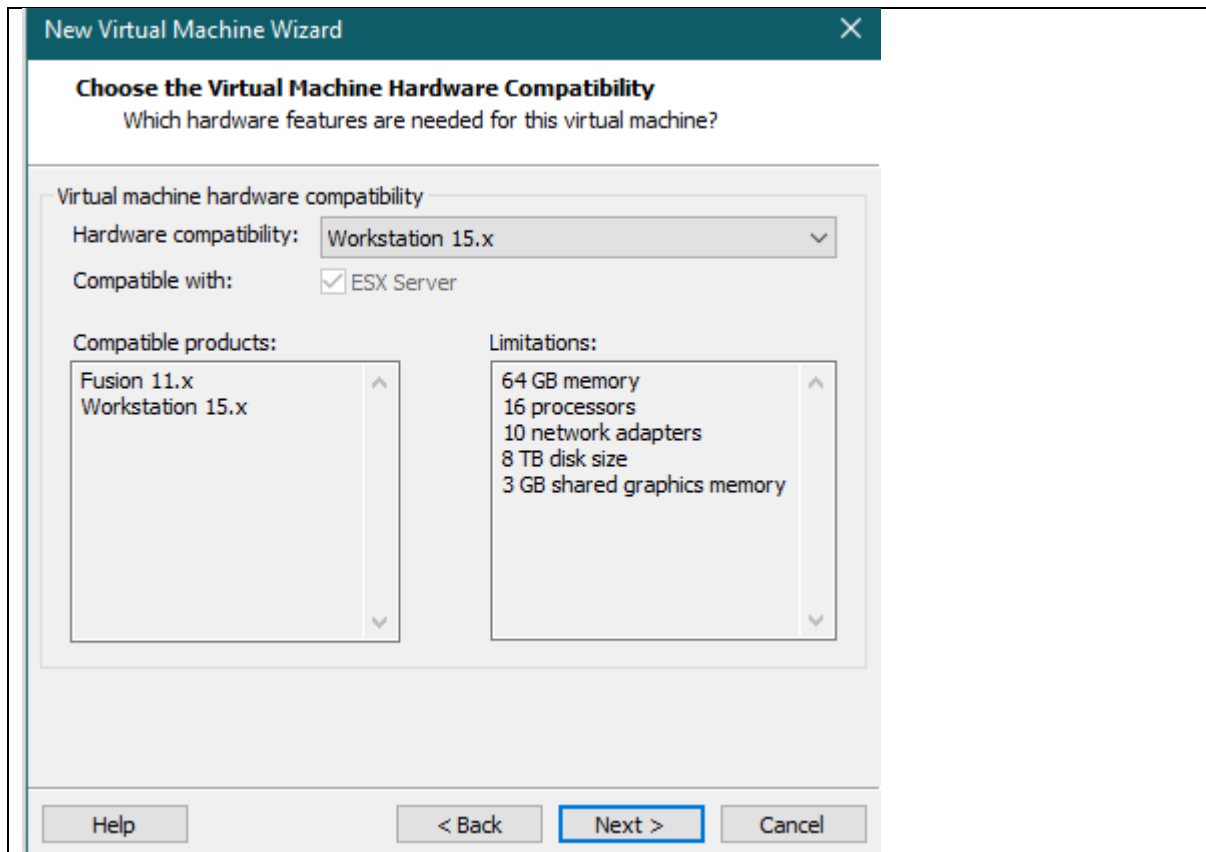 New Virtual Machine Wizard
Choose the Virtual Machine Hardware Compatibility
Which hardware features are needed for this virtual machine?
Virtual machine hardware compatibility
Hardware compatibility: Workstation 15.x
Compatible with: ESX Server
Compatible products:
Fusion 11.x
Workstation 15.x
Limitations:
64 GB memory
16 processors
10 network adapters
8 TB disk size
3 GB shared graphics memory
Help < Back Next > Cancel